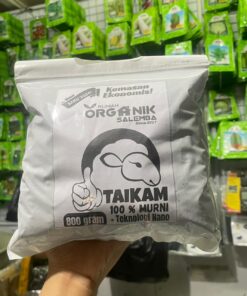 Kemasan
Ekonomis!
RUMAH
ORGANIK
SALEMBA
TAIKAM
100 % MURNI
+ Teknologi Nano
800 gram